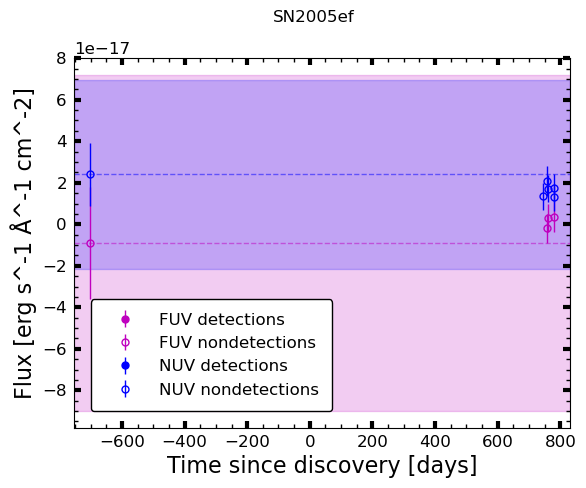 SN2005ef
1e−17
8
6
4
2
0
−2
−4
−6
−8
Flux [erg s^-1 Å^-1 cm^-2]
FUV detections
FUV nondetections
NUV detections
NUV nondetections
−600 −400 −200 0 200 400 600 800
Time since discovery [days]